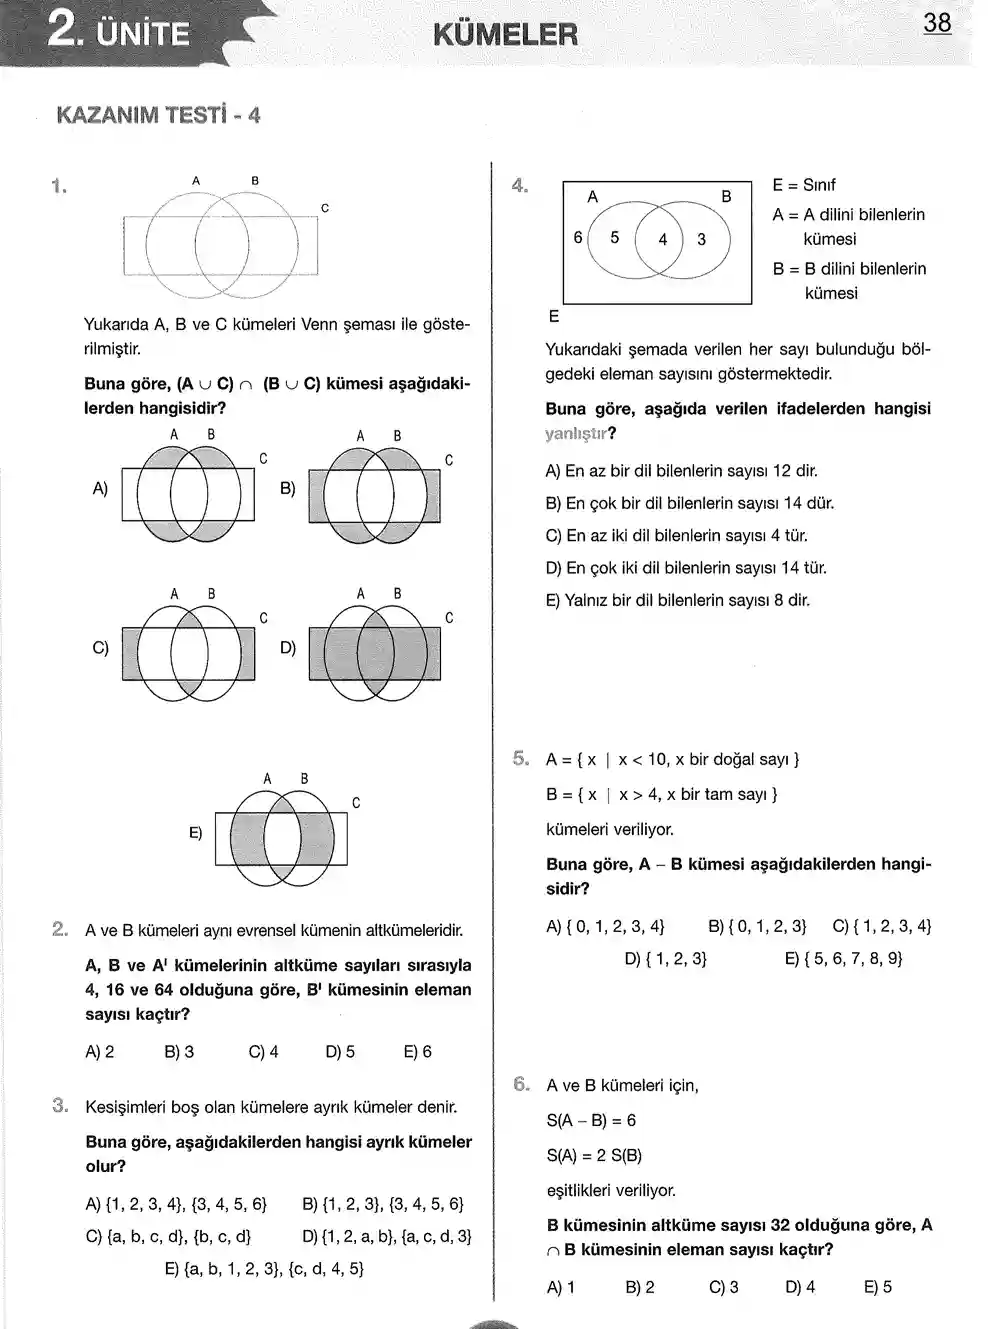 2. ÜNİTE
KÜMELER
38
KAZANIM TESTİ - 4
1.
A B
C
Yukarıda A, B ve C kümeleri Venn şeması ile göste-
rilmiştir.
Buna göre, (A ∪ C) ∩ (B ∪ C) kümesi aşağıdaki-
lerden hangisidir?
A B
C
A)
A B
C
B)
A B
C
C)
A B
C
D)
A B
C
E)
2. A ve B kümeleri aynı evrensel kümenin altkümeleridir.
A, B ve Aᴵ kümelerinin altküme sayıları sırasıyla
4, 16 ve 64 olduğuna göre, Bᴵ kümesinin eleman
sayısı kaçtır?
A) 2 B) 3 C) 4 D) 5 E) 6
3. Kesişimleri boş olan kümelere ayrık kümeler denir.
Buna göre, aşağıdakilerden hangisi ayrık kümeler
olur?
A) {1, 2, 3, 4}, {3, 4, 5, 6} B) {1, 2, 3}, {3, 4, 5, 6}
C) {a, b, c, d}, {b, c, d} D) {1, 2, a, b}, {a, c, d, 3}
E) {a, b, 1, 2, 3}, {c, d, 4, 5}
4.
A B
6 5 4 3
E
E = Sınıf
A = A dilini bilenlerin
kümesi
B = B dilini bilenlerin
kümesi
Yukarıdaki şemada verilen her sayı bulunduğu böl-
gedeki eleman sayısını göstermektedir.
Buna göre, aşağıda verilen ifadelerden hangisi
yanlıştır?
A) En az bir dil bilenlerin sayısı 12 dir.
B) En çok bir dil bilenlerin sayısı 14 dür.
C) En az iki dil bilenlerin sayısı 4 tür.
D) En çok iki dil bilenlerin sayısı 14 tür.
E) Yalnız bir dil bilenlerin sayısı 8 dir.
5. A = { x | x < 10, x bir doğal sayı }
B = { x | x > 4, x bir tam sayı }
kümeleri veriliyor.
Buna göre, A – B kümesi aşağıdakilerden hangi-
sidir?
A) { 0, 1, 2, 3, 4} B) { 0, 1, 2, 3} C) { 1, 2, 3, 4}
D) { 1, 2, 3} E) { 5, 6, 7, 8, 9}
6. A ve B kümeleri için,
S(A – B) = 6
S(A) = 2 S(B)
eşitlikleri veriliyor.
B kümesinin altküme sayısı 32 olduğuna göre, A
∩ B kümesinin eleman sayısı kaçtır?
A) 1 B) 2 C) 3 D) 4 E) 5